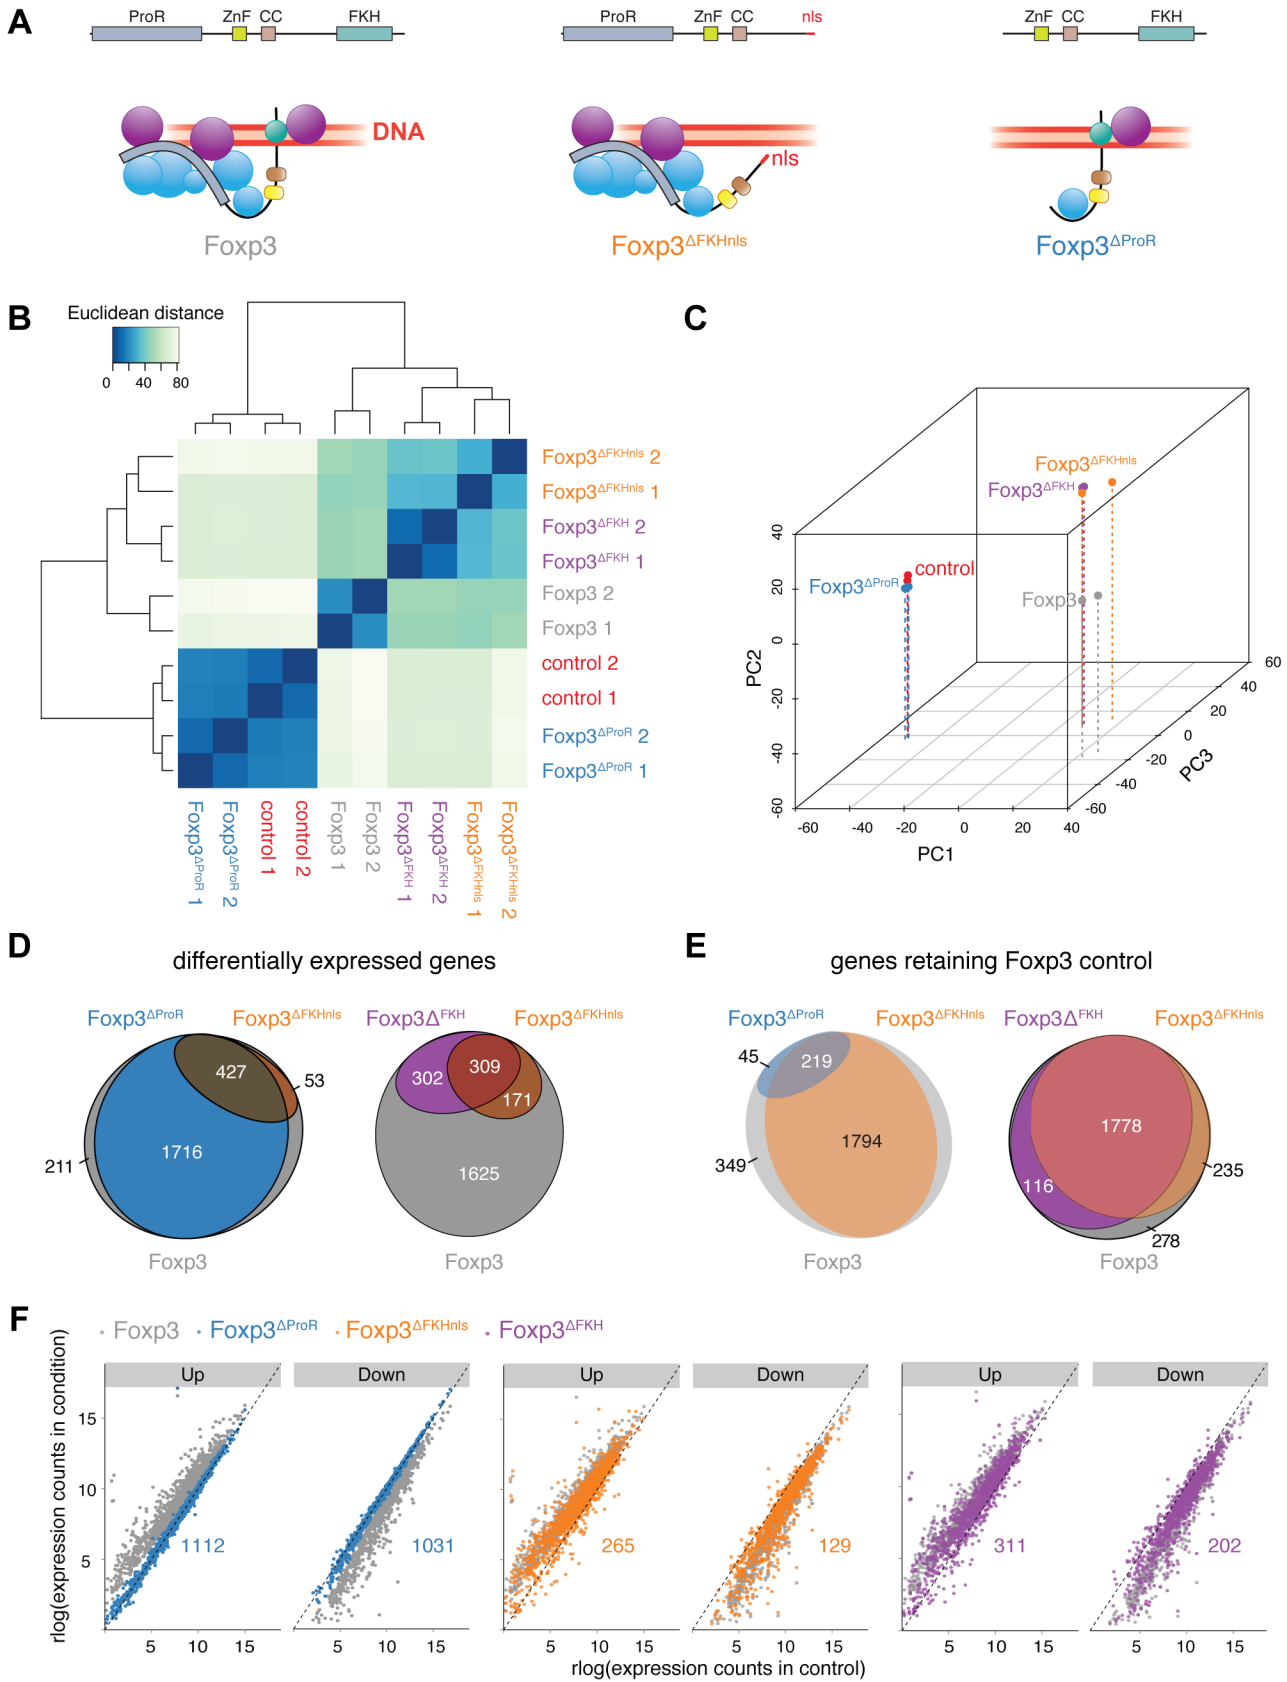 A
ProR ZnF CC FKH
ProR ZnF CC nls
ZnF CC FKH
DNA
nls
Foxp3
Foxp3ΔFKHnls
Foxp3ΔProR
B
Euclidean distance
0 40 80
Foxp3ΔFKHnls 2
Foxp3ΔFKHnls 1
Foxp3ΔFKH 2
Foxp3ΔFKH 1
Foxp3 2
Foxp3 1
control 2
control 1
Foxp3ΔProR 2
Foxp3ΔProR 1
Foxp3ΔProR 1
Foxp3ΔProR 2
control 1
control 2
Foxp3 1
Foxp3 2
Foxp3ΔFKH 1
Foxp3ΔFKH 2
Foxp3ΔFKHnls 1
Foxp3ΔFKHnls 2
C
Foxp3ΔFKHnls
Foxp3ΔFKH
control
Foxp3ΔProR
Foxp3
PC2
40
20
0
-20
-40
-60
-60 -40 -20 0 20 40
PC1
60
40
20
0
-20
-40
-60
PC3
D
differentially expressed genes
Foxp3ΔProR Foxp3ΔFKHnls
427
53
1716
211
Foxp3
Foxp3ΔFKH Foxp3ΔFKHnls
302 309
171
1625
Foxp3
E
genes retaining Foxp3 control
Foxp3ΔProR Foxp3ΔFKHnls
45
219
1794
349
Foxp3
Foxp3ΔFKH Foxp3ΔFKHnls
1778
116
235
278
Foxp3
F
Foxp3 Foxp3ΔProR Foxp3ΔFKHnls Foxp3ΔFKH
rlog(expression counts in condition)
Up Down Up Down Up Down
15
10
5
1112 1031 265 129 311 202
5 10 15 5 10 15 5 10 15 5 10 15 5 10 15 5 10 15
rlog(expression counts in control)